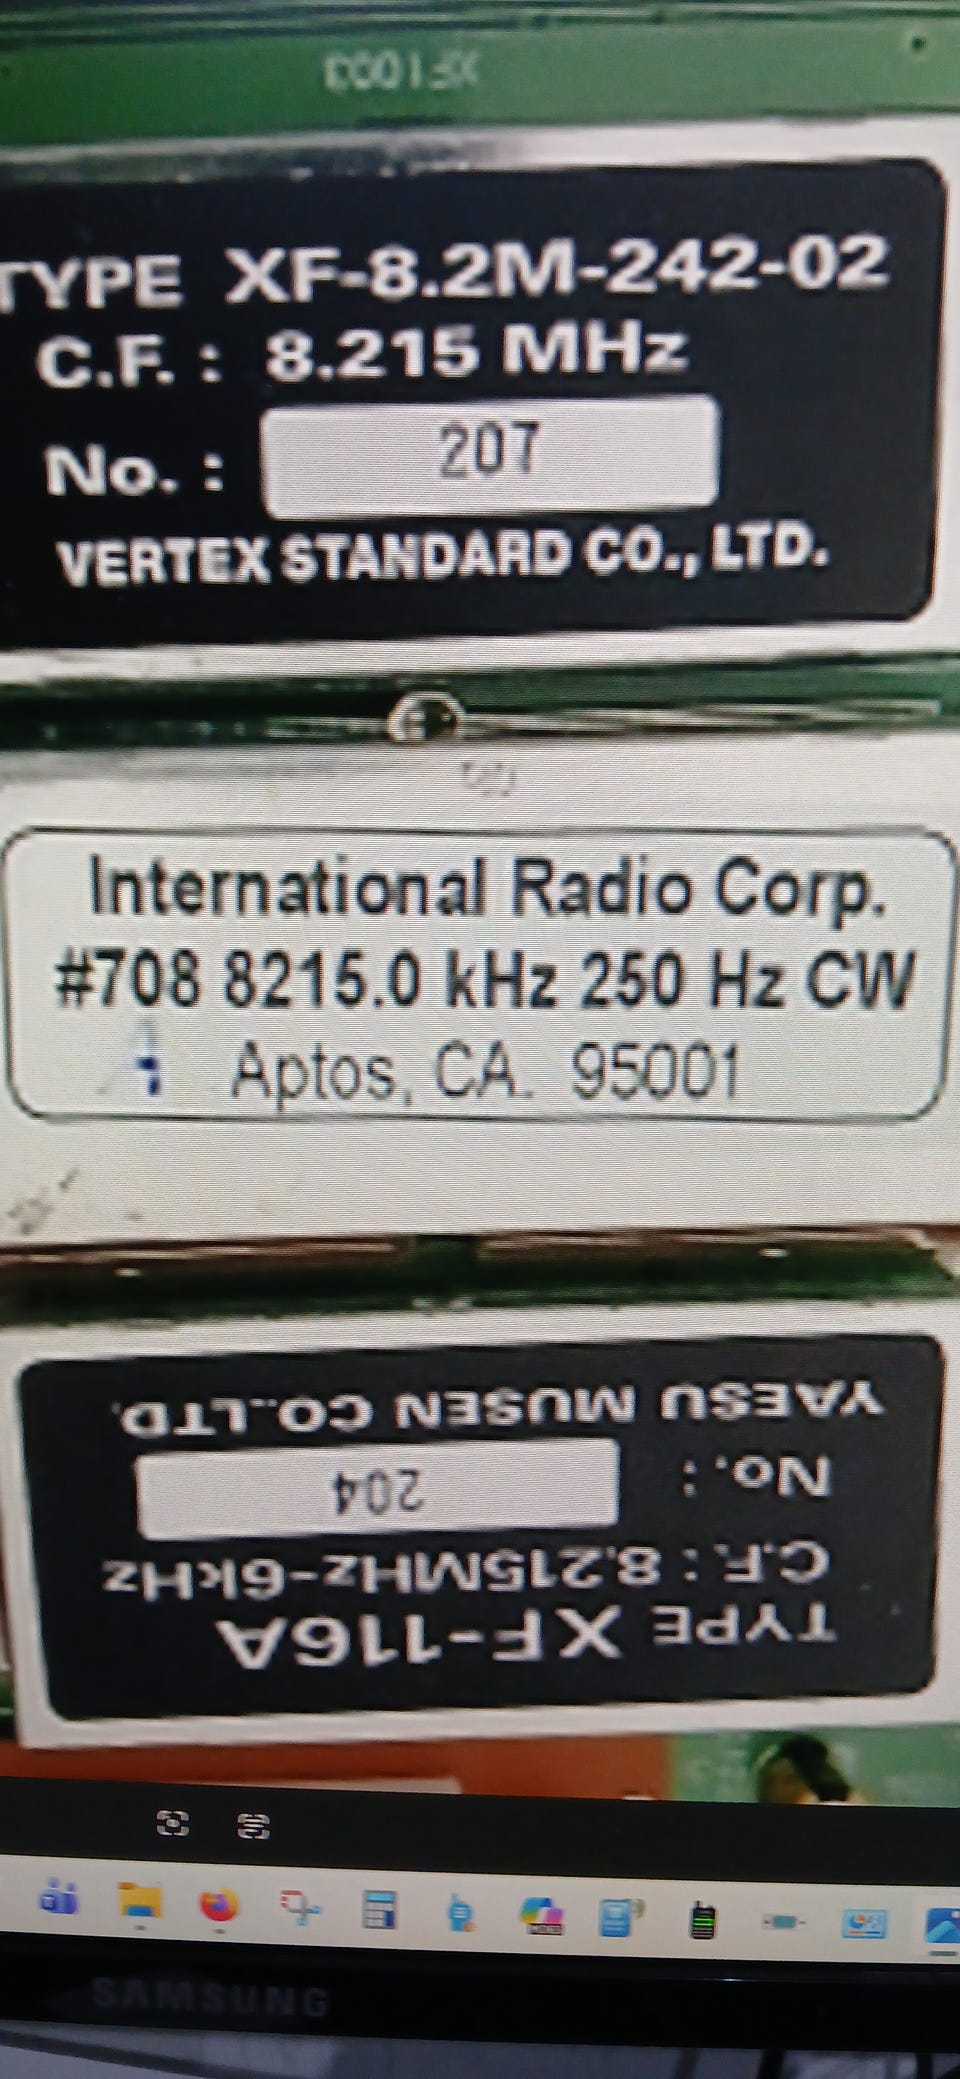 XF1003
TYPE XF-8.2M-242-02
C.F. : 8.215 MHz
No. : 207
VERTEX STANDARD CO., LTD.
International Radio Corp.
#708 8215.0 kHz 250 Hz CW
Aptos, CA. 95001
TYPE XF-116A
C.F. : 8.215MHz-6kHz
No. : 204
YAESU MUSEN CO.,LTD.
SAMSUNG